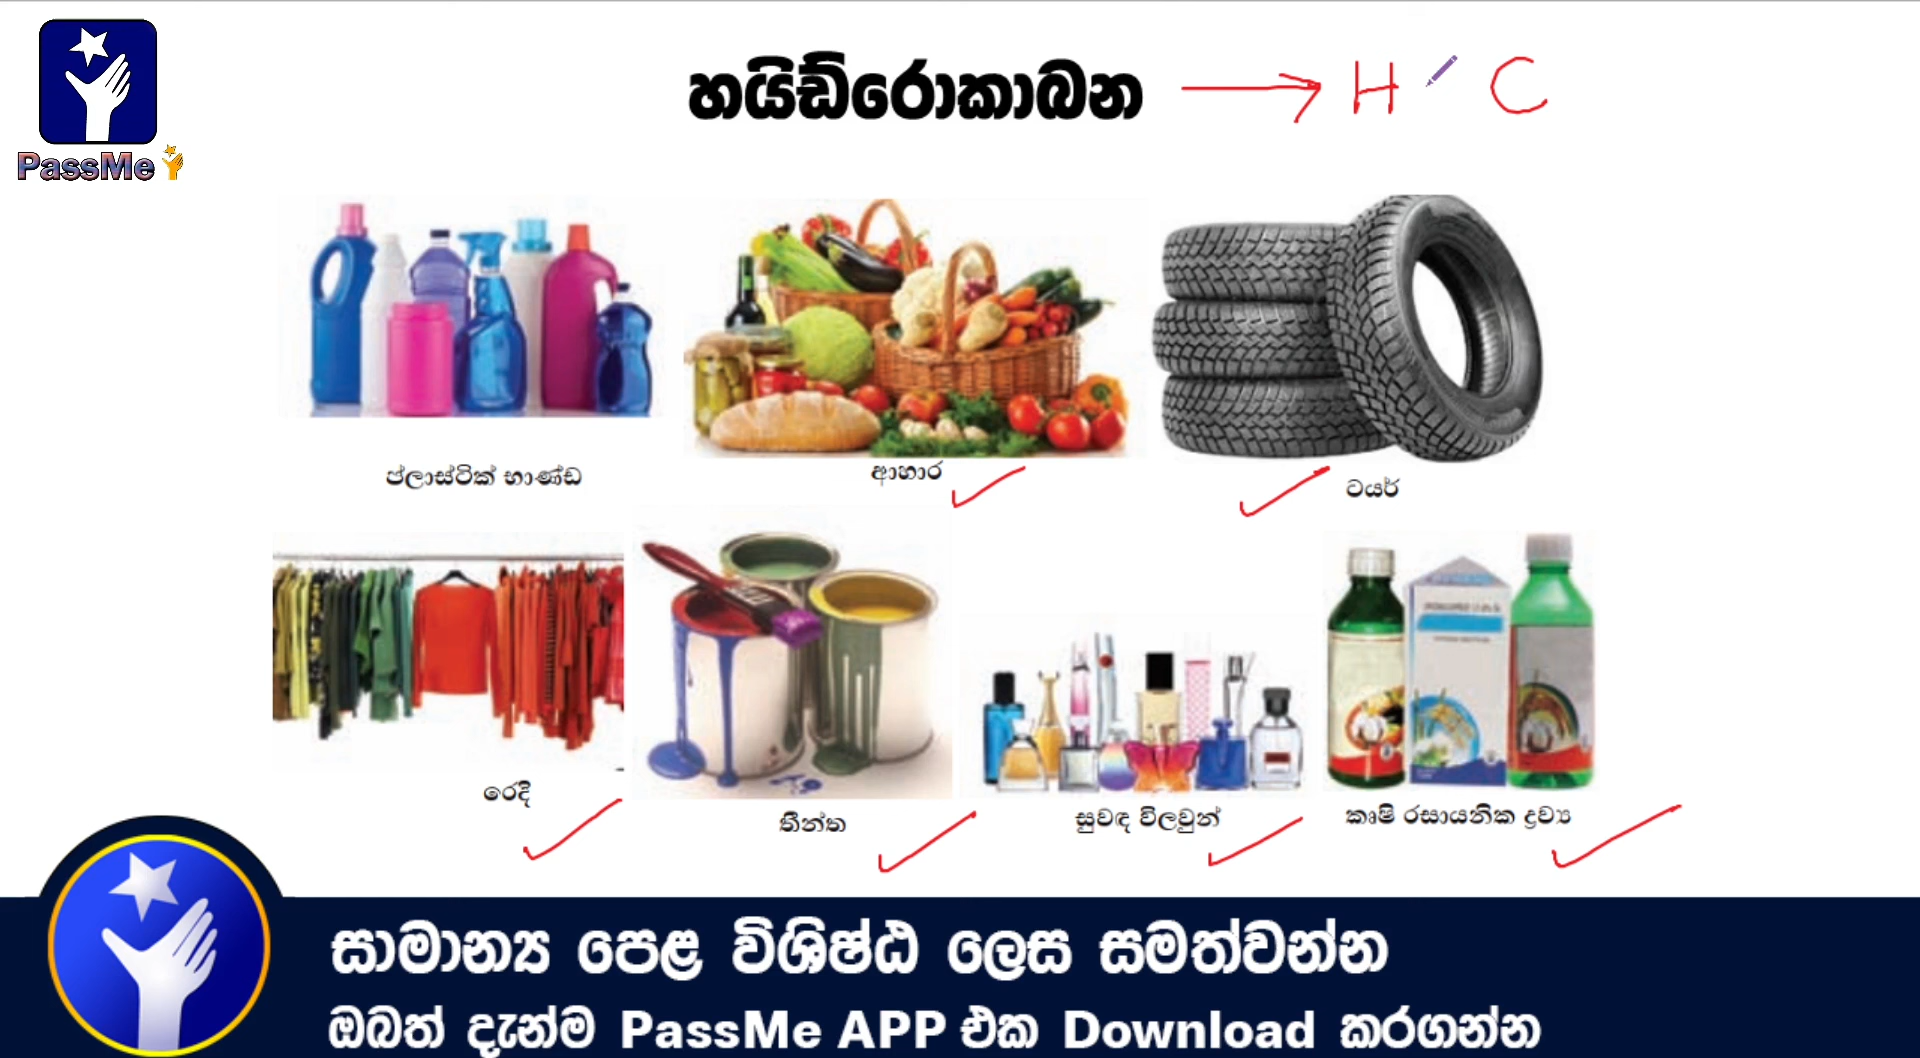 PassMe
හයිඩ්රොකාබන → H C
ප්ලාස්ටික් භාණ්ඩ
ආහාර
ටයර්
රෙදි
තීන්ත
සුවඳ විලවුන්
කෘෂි රසායනික ද්‍රව්‍ය
සාමාන්‍ය පෙළ විශිෂ්ඨ ලෙස සමත්වන්න
ඔබත් දැන්ම PassMe APP එක Download කරගන්න